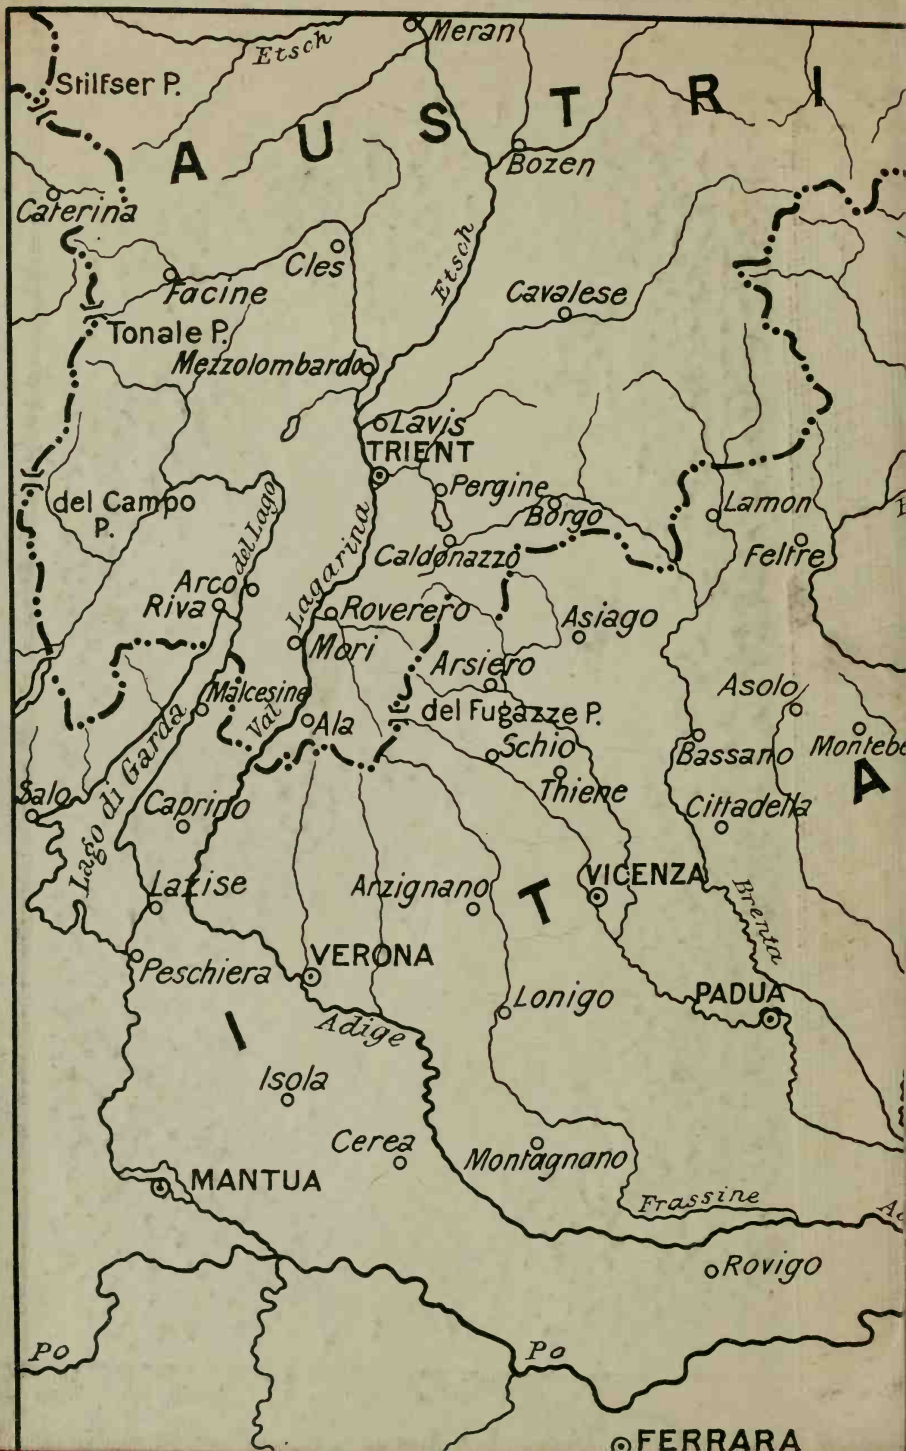 Meran
Etsch
Stilfser P.
A U S T R I
Bozen
Caterina
Cles
Etsch
Facine
Cavalese
Tonale P.
Mezzolombardo
Lavis
TRIENT
Pergine
del Campo
P.
del Lago
Borgo
Lamon
Lagarina
Caldonazzo
Feltre
Arco
Riva
Roverero
Asiago
Mori
Arsiero
Malcesine
Asolo
Val
Ala
del Fugazze P.
Schio
Bassano
Montebe
Lago di Garda
Salo
Caprino
Thiene
Cittadella
A
Lazise
Arzignano
T
VICENZA
Brenta
VERONA
Peschiera
Lonigo
PADUA
I
Adige
Isola
Cerea
Montagnano
MANTUA
Frassine
Rovigo
Po
Po
FERRARA